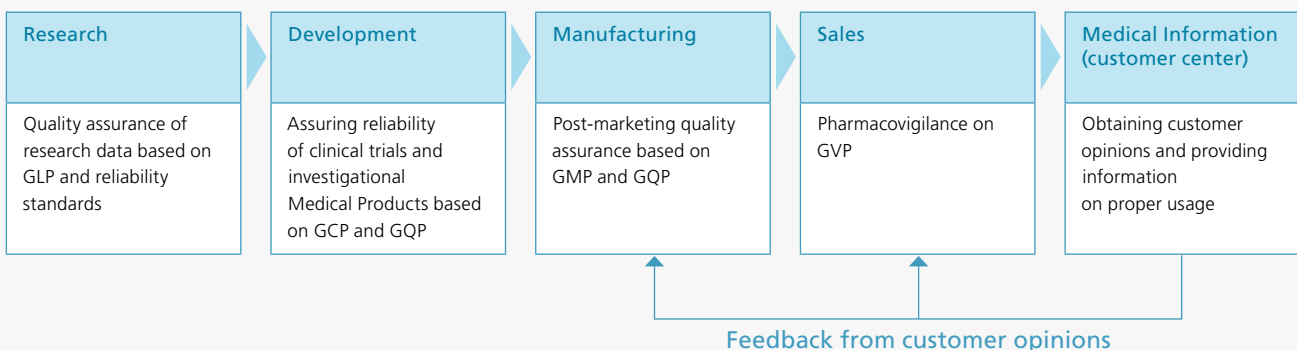 Research
Quality assurance of
research data based on
GLP and reliability
standards
Development
Assuring reliability
of clinical trials and
investigational
Medical Products based
on GCP and GQP
Manufacturing
Post-marketing quality
assurance based on
GMP and GQP
Sales
Pharmacovigilance on
GVP
Medical Information
(customer center)
Obtaining customer
opinions and providing
information
on proper usage
Feedback from customer opinions